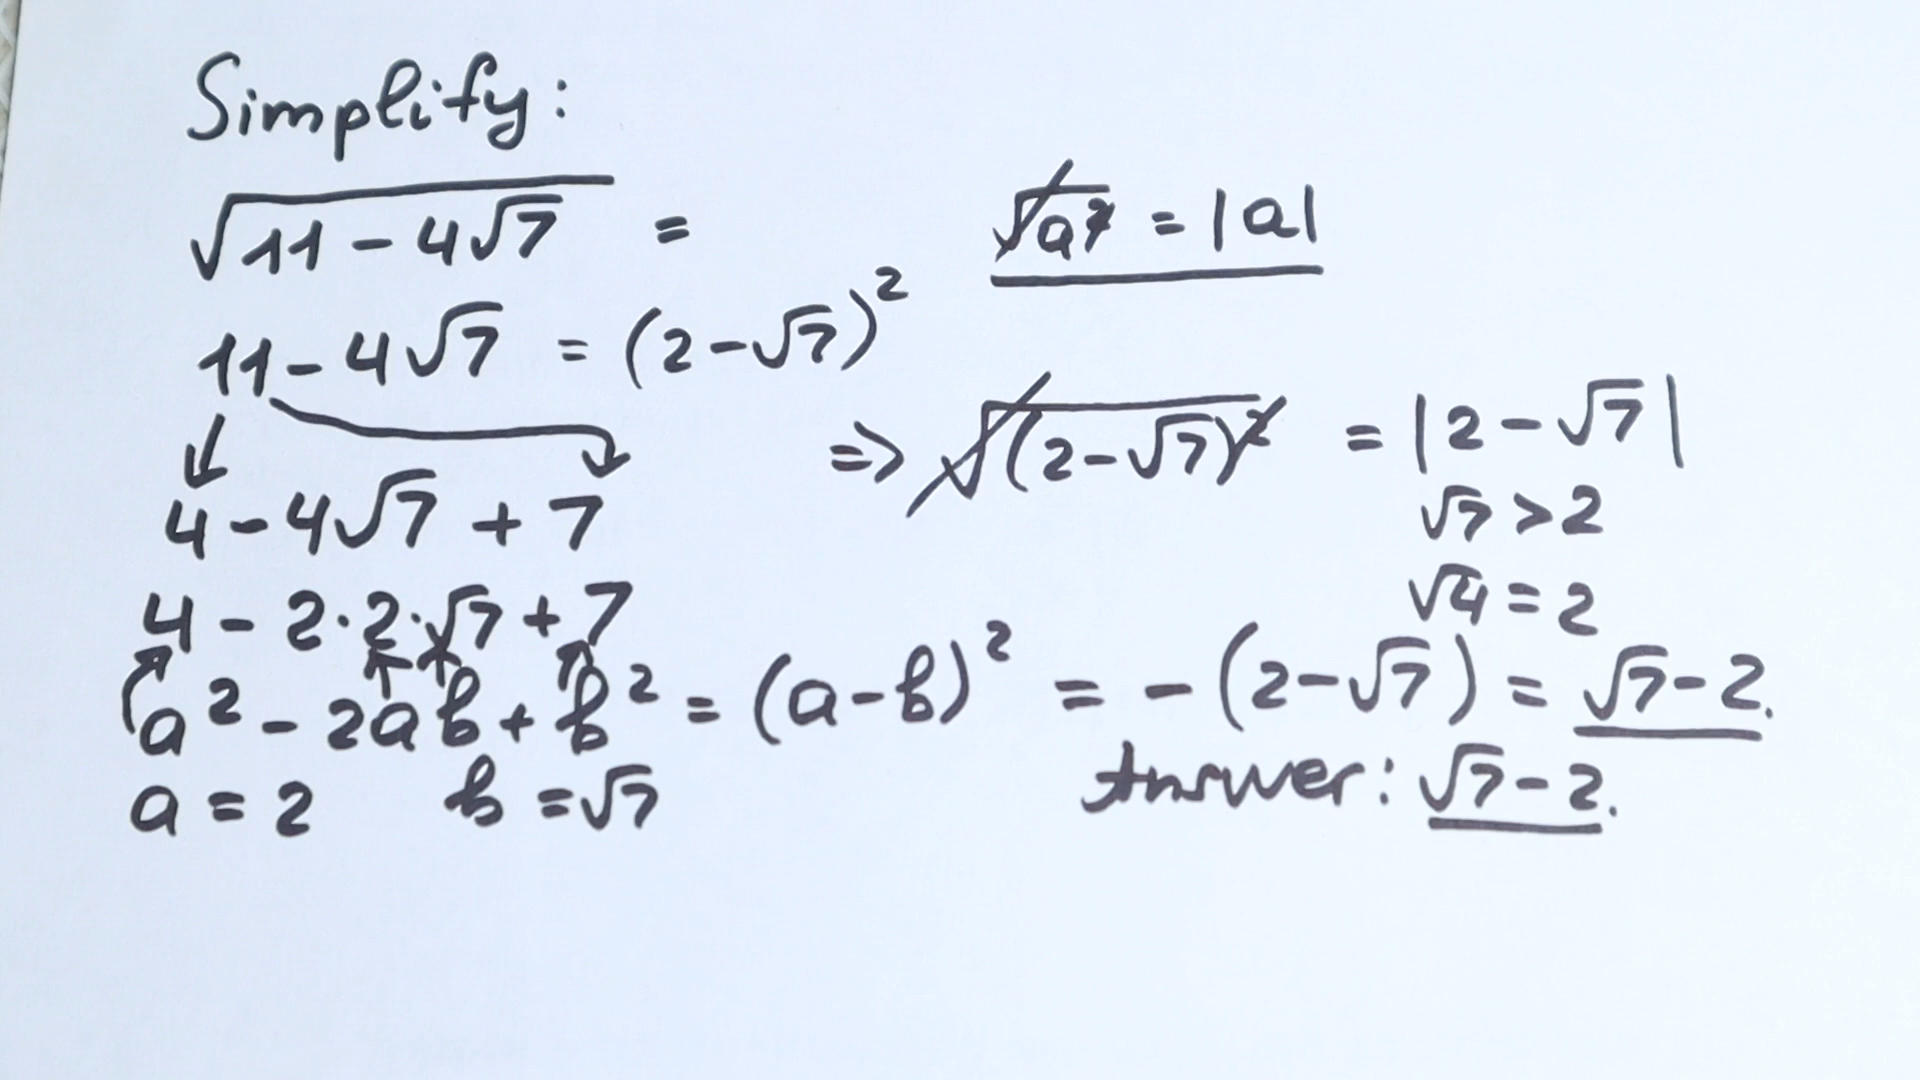 Simplify:
√(11 - 4√7) =
11 - 4√7 = (2-√7)²
4 - 4√7 + 7
4 - 2·2·√7 + 7
a² - 2ab + b² = (a-b)²
a = 2 b = √7
√a² = |a|
=> √(2-√7)² = |2-√7|
√7 > 2
√4 = 2
= -(2-√7) = √7-2.
Answer: √7-2.